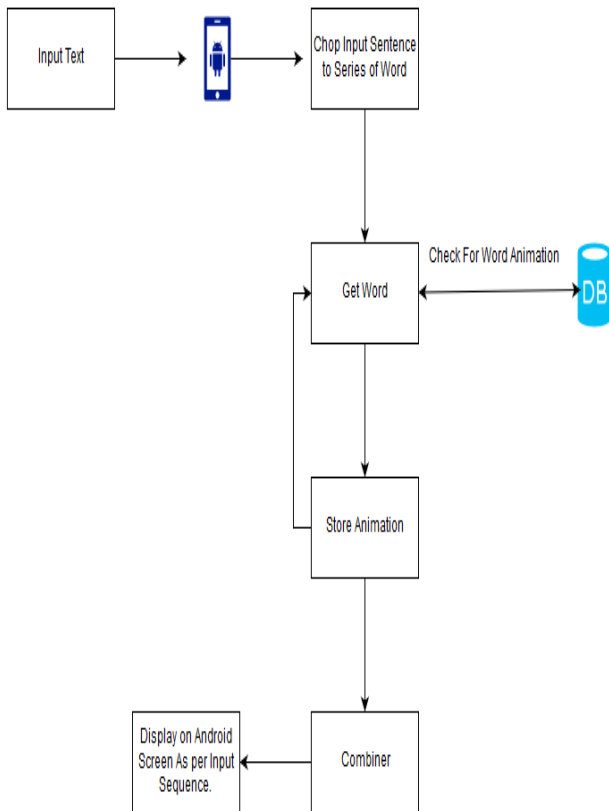 Input Text
Chop Input Sentence
to Series of Word
Check For Word Animation
Get Word
DB
Store Animation
Display on Android
Screen As per Input
Sequence.
Combiner